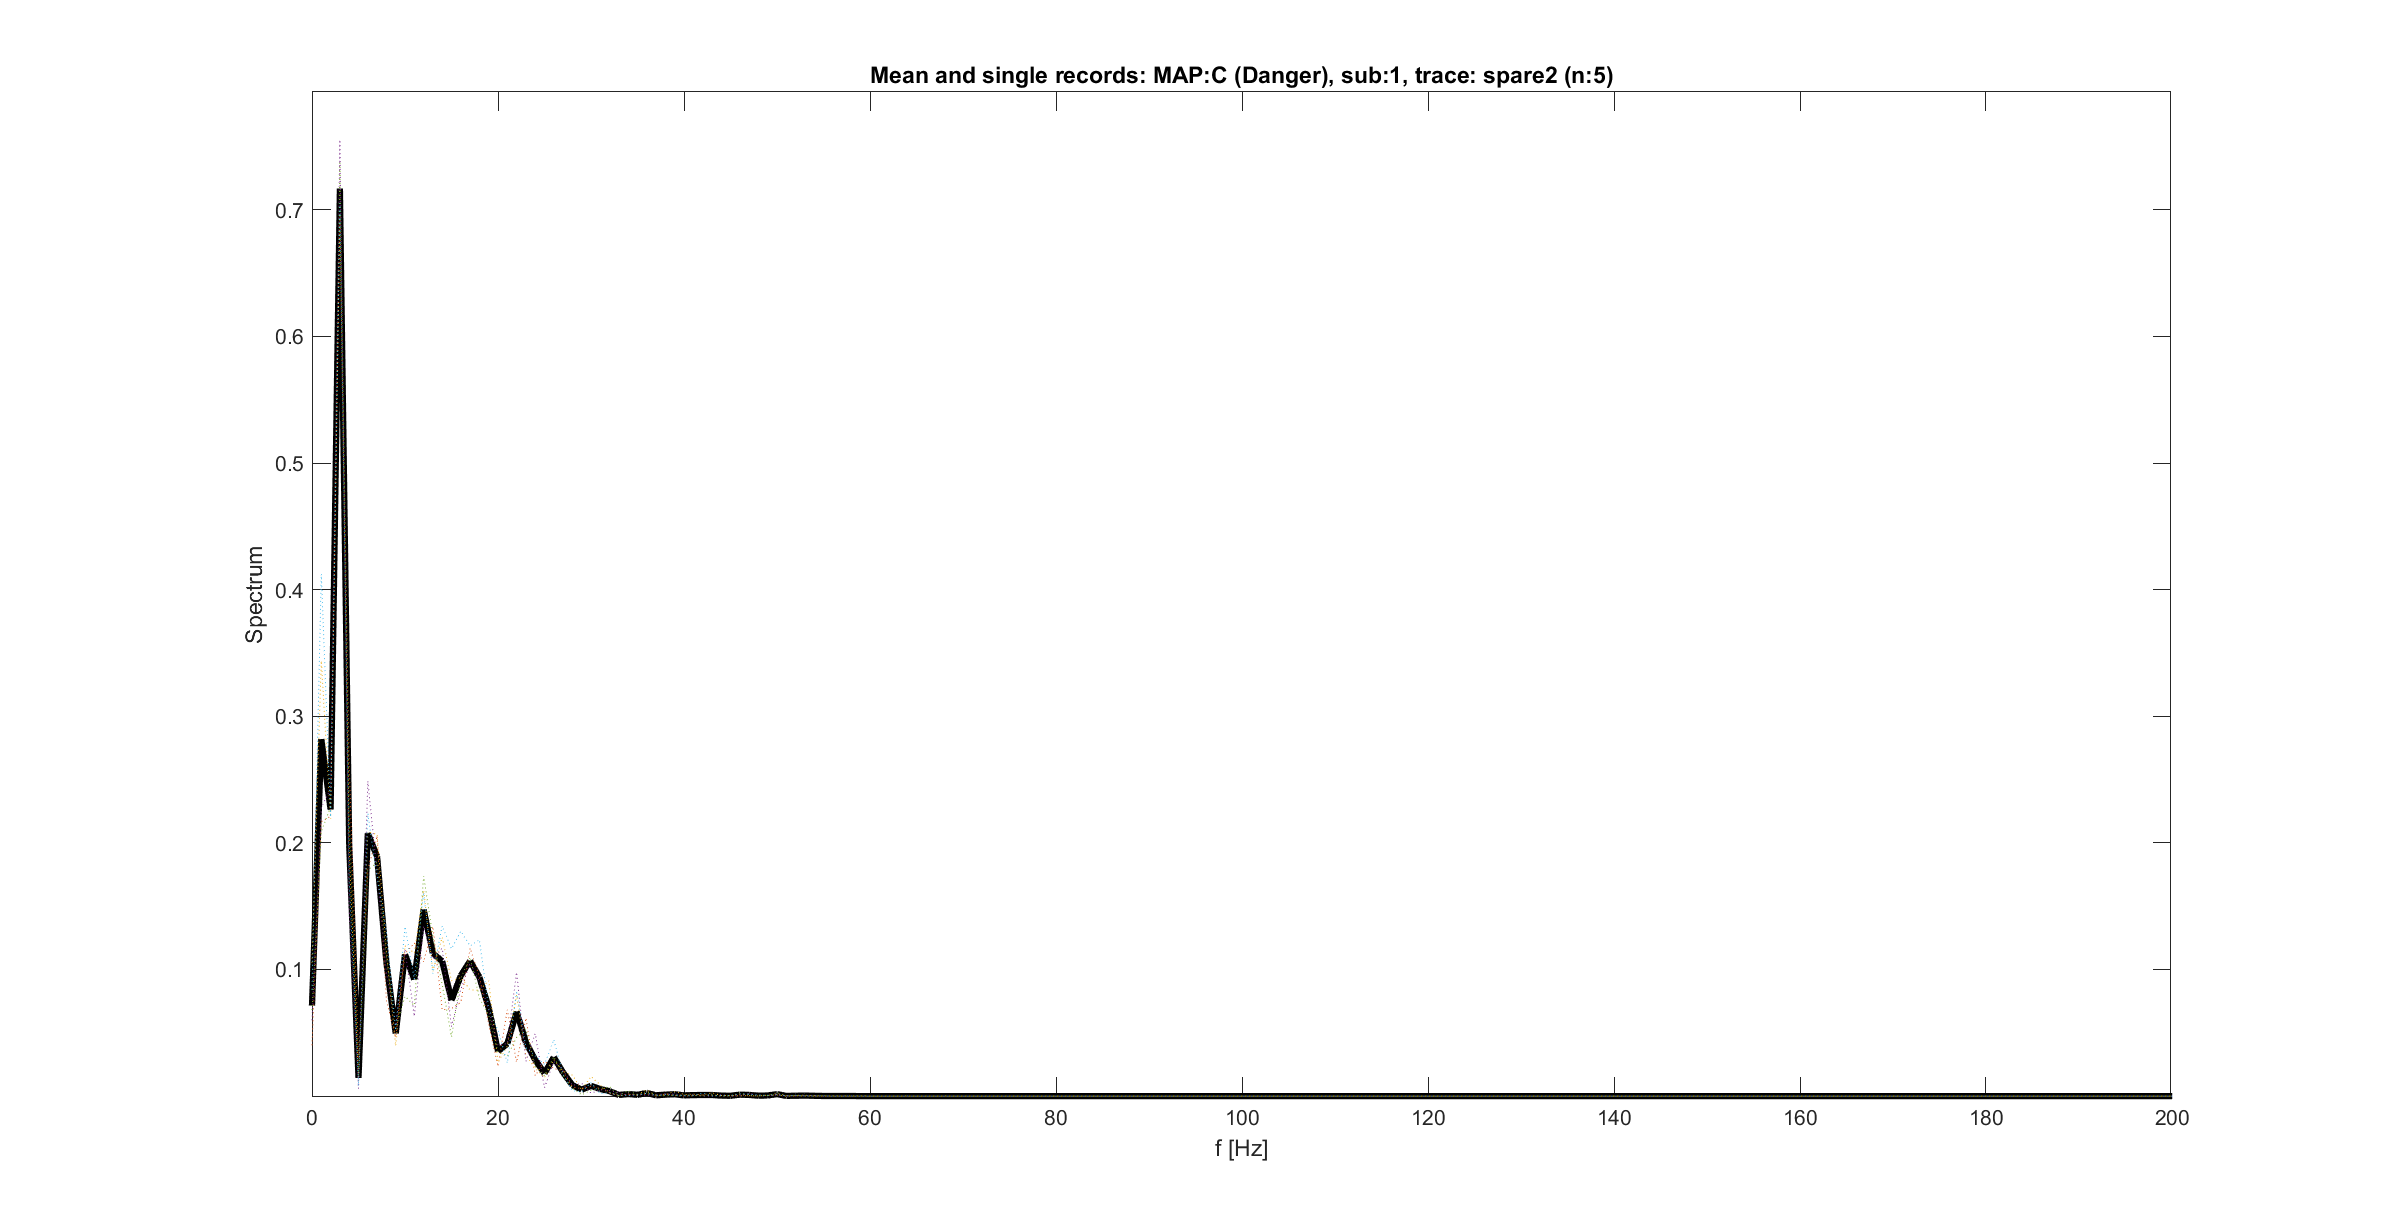 Mean and single records: MAP:C (Danger), sub:1, trace: spare2 (n:5)
0.7
0.6
0.5
0.4
0.3
0.2
0.1
Spectrum
0 20 40 60 80 100 120 140 160 180 200
f [Hz]